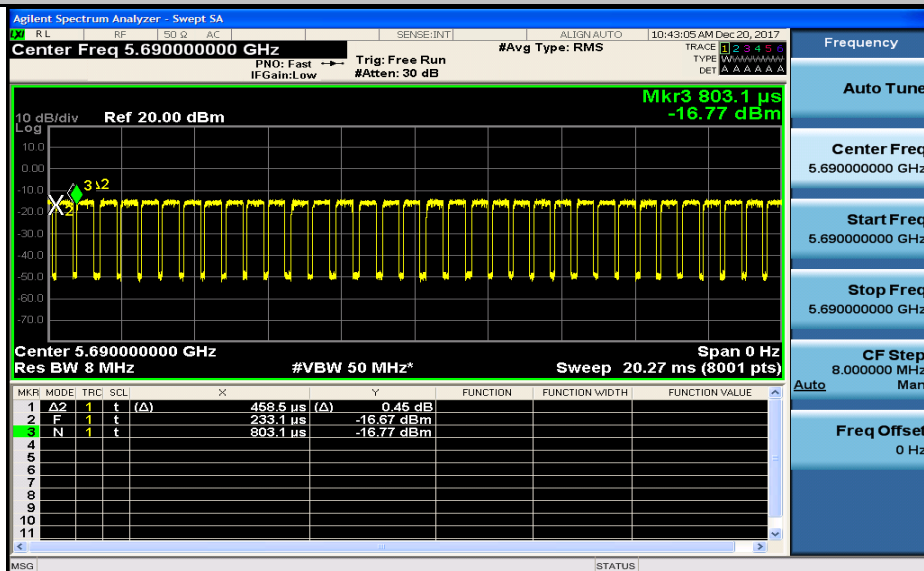 Agilent Spectrum Analyzer - Swept SA
LXI RL RF 50 Ω AC SENSE:INT ALIGN AUTO 10:43:05 AM Dec 20, 2017
Center Freq 5.690000000 GHz
PNO: Fast
IFGain:Low
Trig: Free Run
#Atten: 30 dB
#Avg Type: RMS
TRACE 1 2 3 4 5 6
TYPE W
DET A A A A A A
Mkr3 803.1 µs
-16.77 dBm
10 dB/div Ref 20.00 dBm
Log
10.0
0.00
-10.0
-20.0
-30.0
-40.0
-50.0
-60.0
-70.0
3 1Δ2
X2
Center 5.690000000 GHz Span 0 Hz
Res BW 8 MHz #VBW 50 MHz* Sweep 20.27 ms (8001 pts)
MKR MODE TRC SCL X Y FUNCTION FUNCTION WIDTH FUNCTION VALUE
1 Δ2 1 t (Δ) 458.5 µs (Δ) 0.45 dB
2 F 1 t 233.1 µs -16.67 dBm
3 N 1 t 803.1 µs -16.77 dBm
4
5
6
7
8
9
10
11
MSG STATUS
Frequency
Auto Tune
Center Freq
5.690000000 GHz
Start Freq
5.690000000 GHz
Stop Freq
5.690000000 GHz
CF Step
8.000000 MHz
Auto Man
Freq Offset
0 Hz